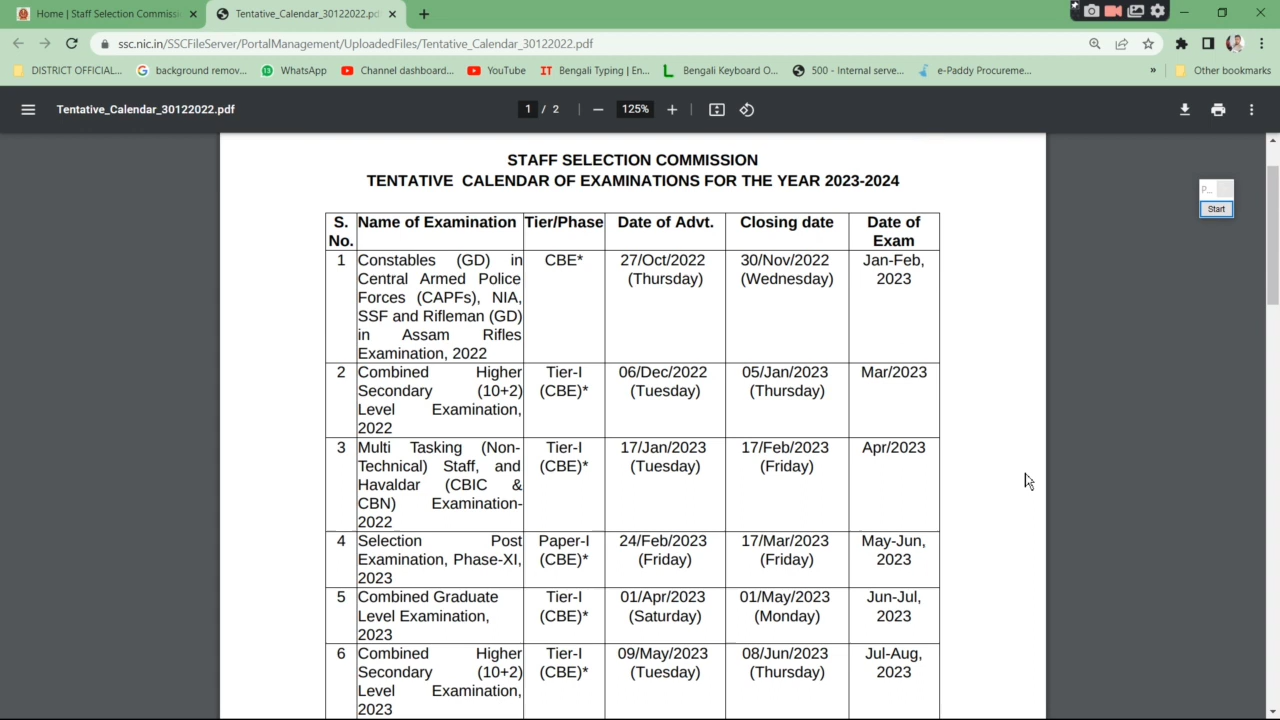 Home | Staff Selection Commissi
Tentative_Calendar_30122022.pd
ssc.nic.in/SSCFileServer/PortalManagement/UploadedFiles/Tentative_Calendar_30122022.pdf
DISTRICT OFFICIAL... background remov... WhatsApp Channel dashboard... YouTube Bengali Typing | En... Bengali Keyboard O... 500 - Internal serve... e-Paddy Procureme... » Other bookmarks
Tentative_Calendar_30122022.pdf 1 / 2 125%
STAFF SELECTION COMMISSION
TENTATIVE CALENDAR OF EXAMINATIONS FOR THE YEAR 2023-2024
P...
Start
S. Name of Examination Tier/Phase Date of Advt. Closing date Date of
No. Exam
1 Constables (GD) in CBE* 27/Oct/2022 30/Nov/2022 Jan-Feb,
Central Armed Police (Thursday) (Wednesday) 2023
Forces (CAPFs), NIA,
SSF and Rifleman (GD)
in Assam Rifles
Examination, 2022
2 Combined Higher Tier-I 06/Dec/2022 05/Jan/2023 Mar/2023
Secondary (10+2) (CBE)* (Tuesday) (Thursday)
Level Examination,
2022
3 Multi Tasking (Non- Tier-I 17/Jan/2023 17/Feb/2023 Apr/2023
Technical) Staff, and (CBE)* (Tuesday) (Friday)
Havaldar (CBIC &
CBN) Examination-
2022
4 Selection Post Paper-I 24/Feb/2023 17/Mar/2023 May-Jun,
Examination, Phase-XI, (CBE)* (Friday) (Friday) 2023
2023
5 Combined Graduate Tier-I 01/Apr/2023 01/May/2023 Jun-Jul,
Level Examination, (CBE)* (Saturday) (Monday) 2023
2023
6 Combined Higher Tier-I 09/May/2023 08/Jun/2023 Jul-Aug,
Secondary (10+2) (CBE)* (Tuesday) (Thursday) 2023
Level Examination,
2023